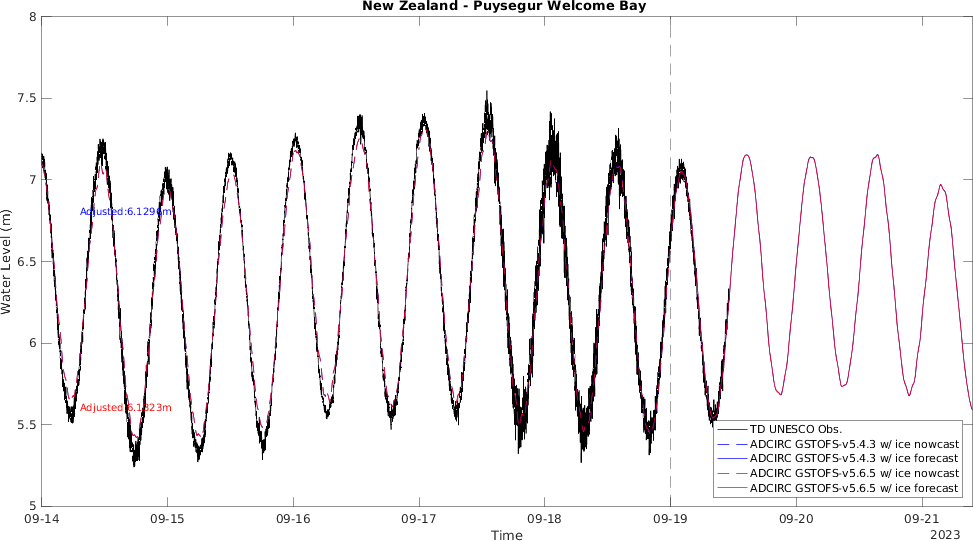 New Zealand - Puysegur Welcome Bay
8
7.5
7
6.5
6
5.5
5
Water Level (m)
Adjusted:6.1296m
Adjusted:6.1323m
TD UNESCO Obs.
ADCIRC GSTOFS-v5.4.3 w/ ice nowcast
ADCIRC GSTOFS-v5.4.3 w/ ice forecast
ADCIRC GSTOFS-v5.6.5 w/ ice nowcast
ADCIRC GSTOFS-v5.6.5 w/ ice forecast
09-14 09-15 09-16 09-17 09-18 09-19 09-20 09-21
Time
2023